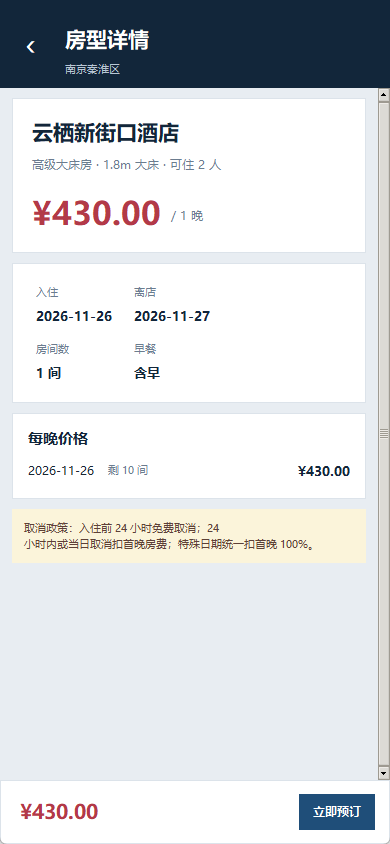 ‹ 房型详情
南京秦淮区
云栖新街口酒店
高级大床房 · 1.8m 大床 · 可住 2 人
¥430.00 / 1 晚
入住 离店
2026-11-26 2026-11-27
房间数 早餐
1 间 含早
每晚价格
2026-11-26 剩 10 间 ¥430.00
取消政策：入住前 24 小时免费取消；24
小时内或当日取消扣首晚房费；特殊日期统一扣首晚 100%。
¥430.00 立即预订